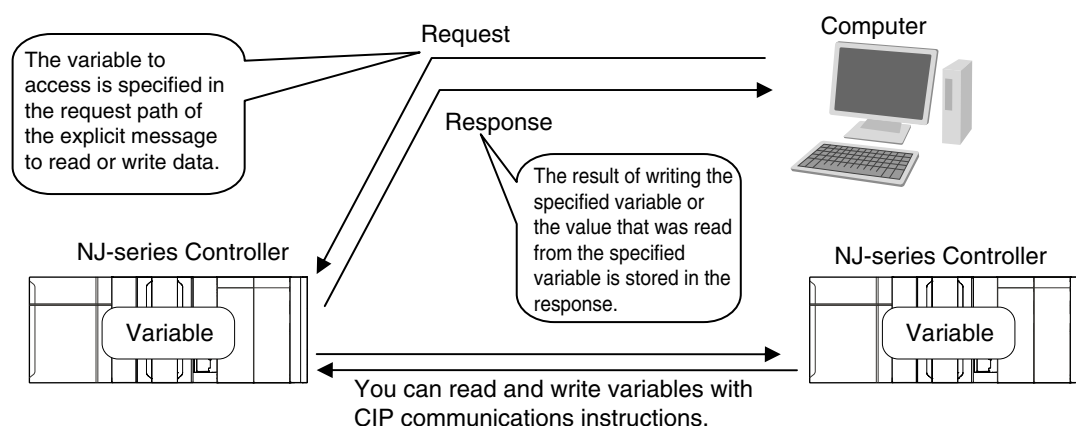 Request
Computer
The variable to
access is specified in
the request path of
the explicit message
to read or write data.
Response
The result of writing the
specified variable or
the value that was read
from the specified
variable is stored in the
response.
NJ-series Controller
NJ-series Controller
Variable
Variable
You can read and write variables with
CIP communications instructions.